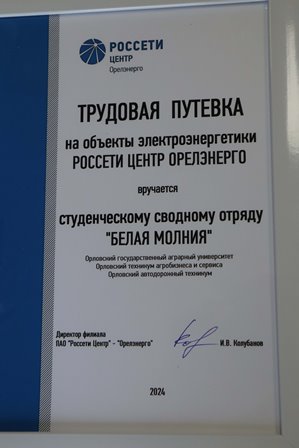 РОССЕТИ
ЦЕНТР
Орелэнерго
ТРУДОВАЯ ПУТЕВКА
на объекты электроэнергетики
РОССЕТИ ЦЕНТР ОРЕЛЭНЕРГО
вручается
студенческому сводному отряду
"БЕЛАЯ МОЛНИЯ"
Орловский государственный аграрный университет
Орловский техникум агробизнеса и сервиса
Орловский автодорожный техникум
Директор филиала
ПАО "Россети Центр" - "Орелэнерго"
И.В. Колубанов
2024